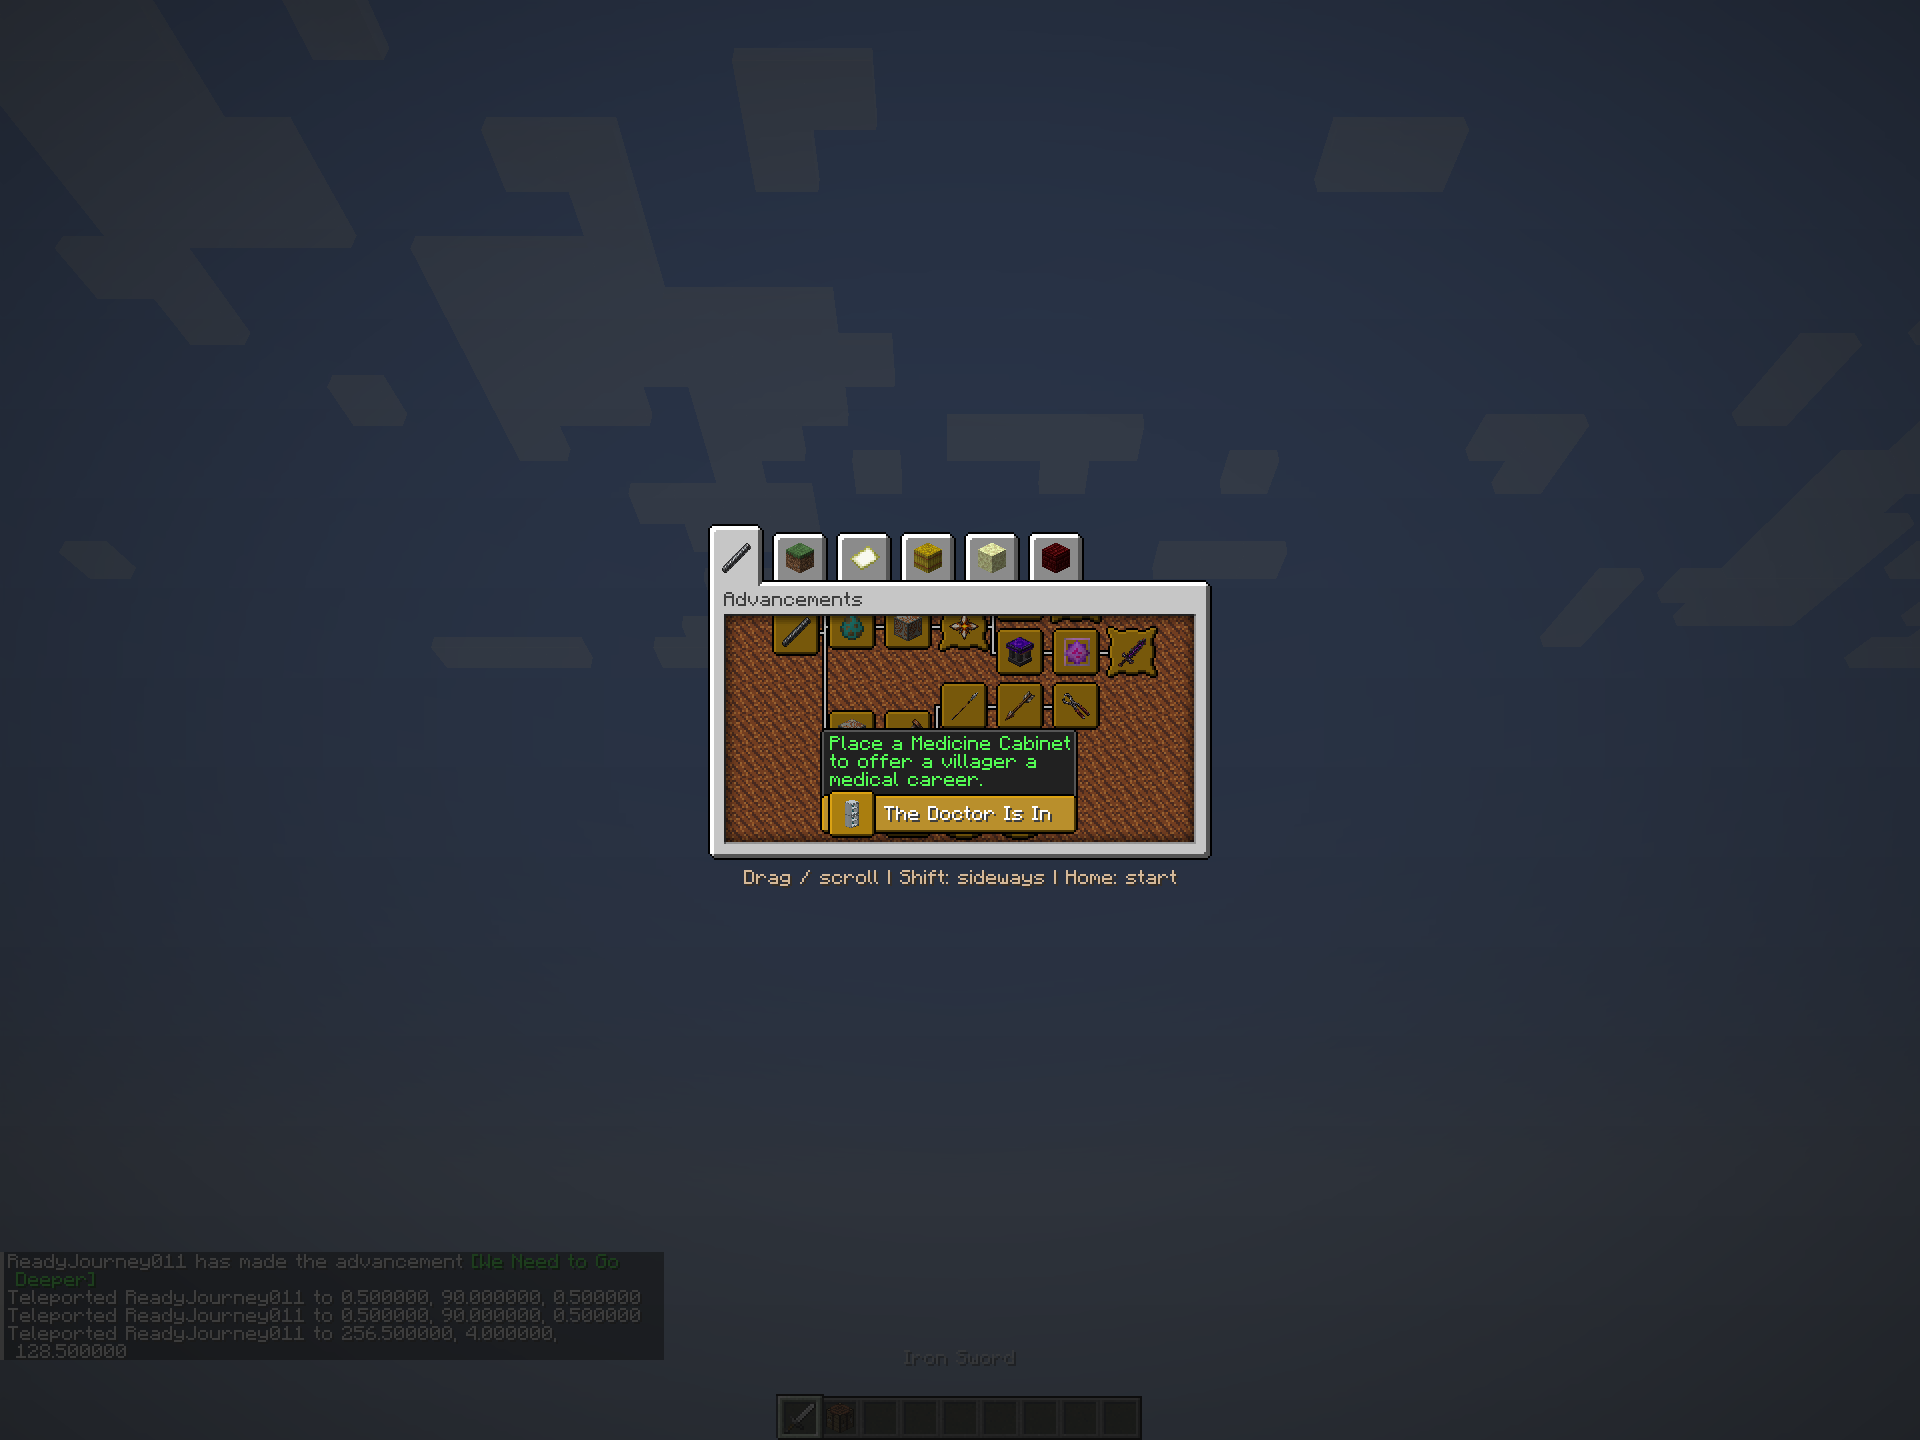 Advancements
Place a Medicine Cabinet
to offer a villager a
medical career.
The Doctor Is In
Drag / scroll | Shift: sideways | Home: start
ReadyJourney011 has made the advancement [We Need to Go
Deeper]
Teleported ReadyJourney011 to 0.500000, 90.000000, 0.500000
Teleported ReadyJourney011 to 0.500000, 90.000000, 0.500000
Teleported ReadyJourney011 to 256.500000, 4.000000,
128.500000
Iron Sword